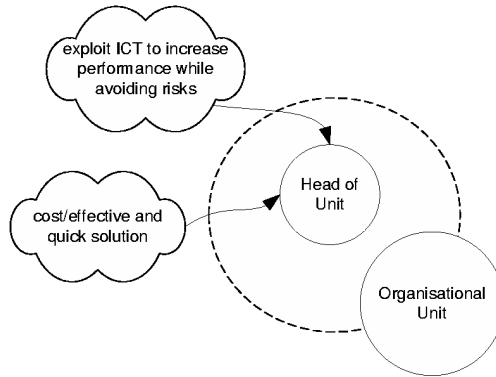 exploit ICT to increase
performance while
avoiding risks
Head of
Unit
cost/effective and
quick solution
Organisational
Unit